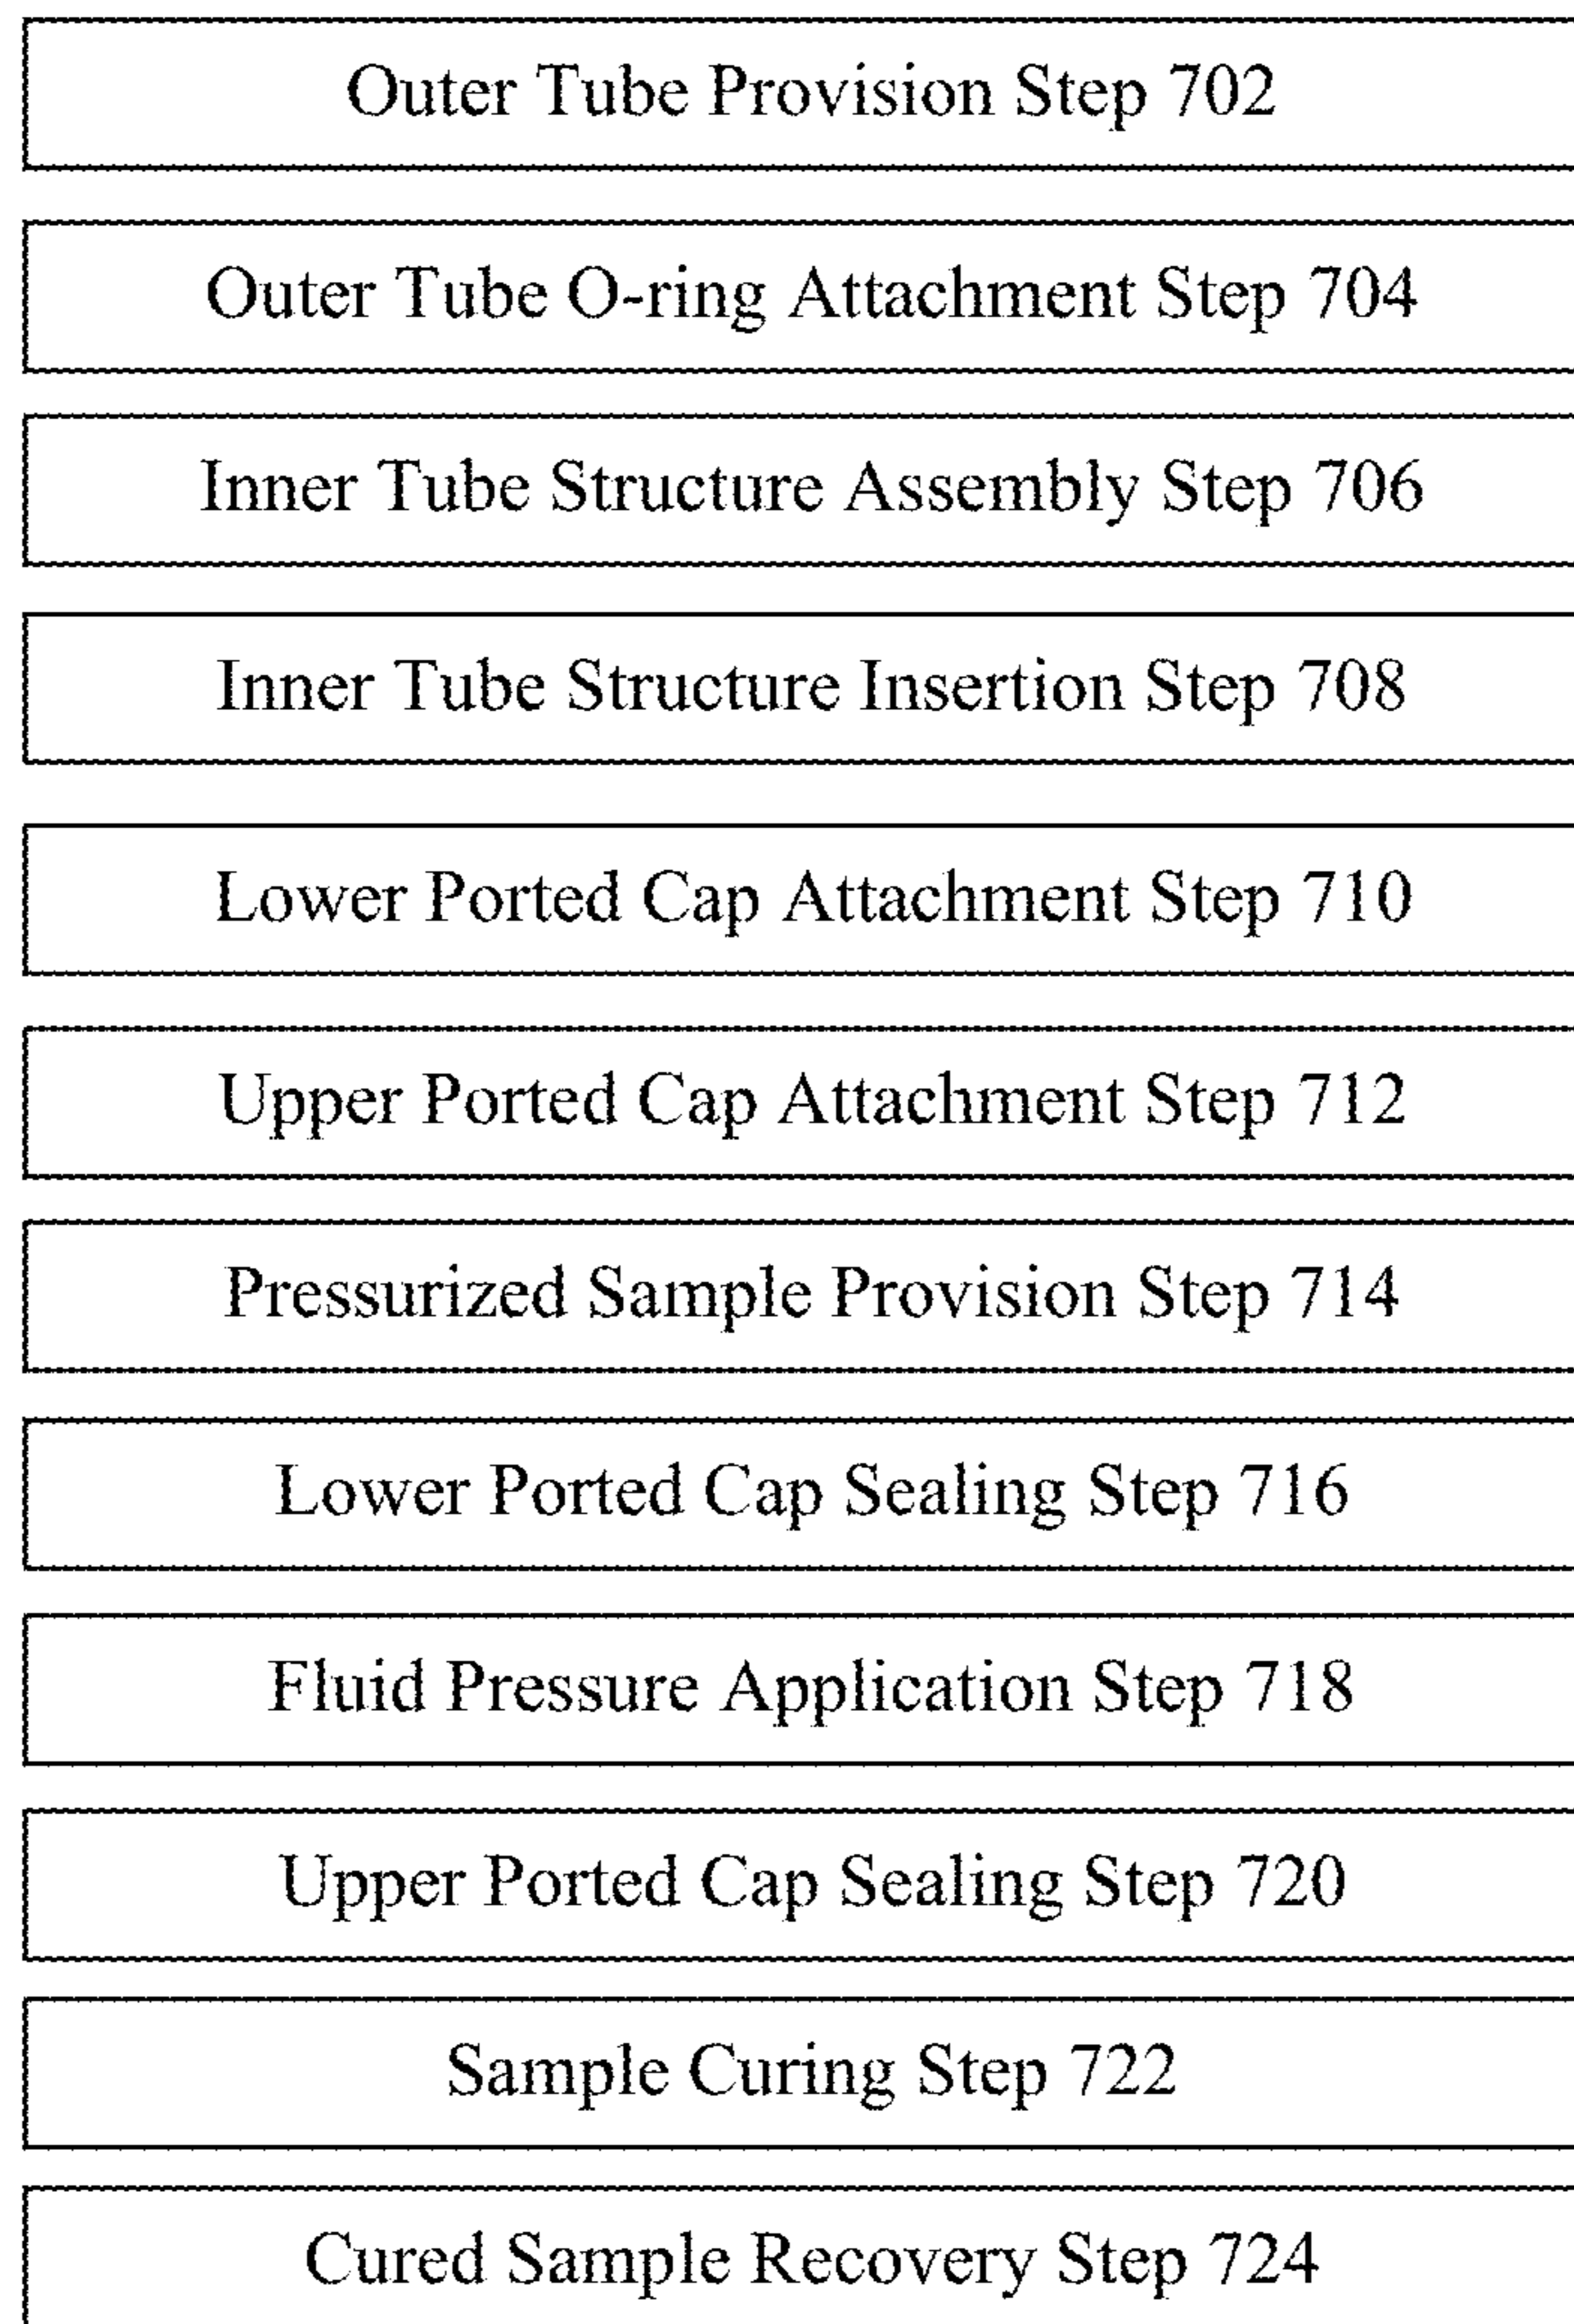 Outer Tube Provision Step 702
Outer Tube O-ring Attachment Step 704
Inner Tube Structure Assembly Step 706
Inner Tube Structure Insertion Step 708
Lower Ported Cap Attachment Step 710
Upper Ported Cap Attachment Step 712
Pressurized Sample Provision Step 714
Lower Ported Cap Sealing Step 716
Fluid Pressure Application Step 718
Upper Ported Cap Sealing Step 720
Sample Curing Step 722
Cured Sample Recovery Step 724